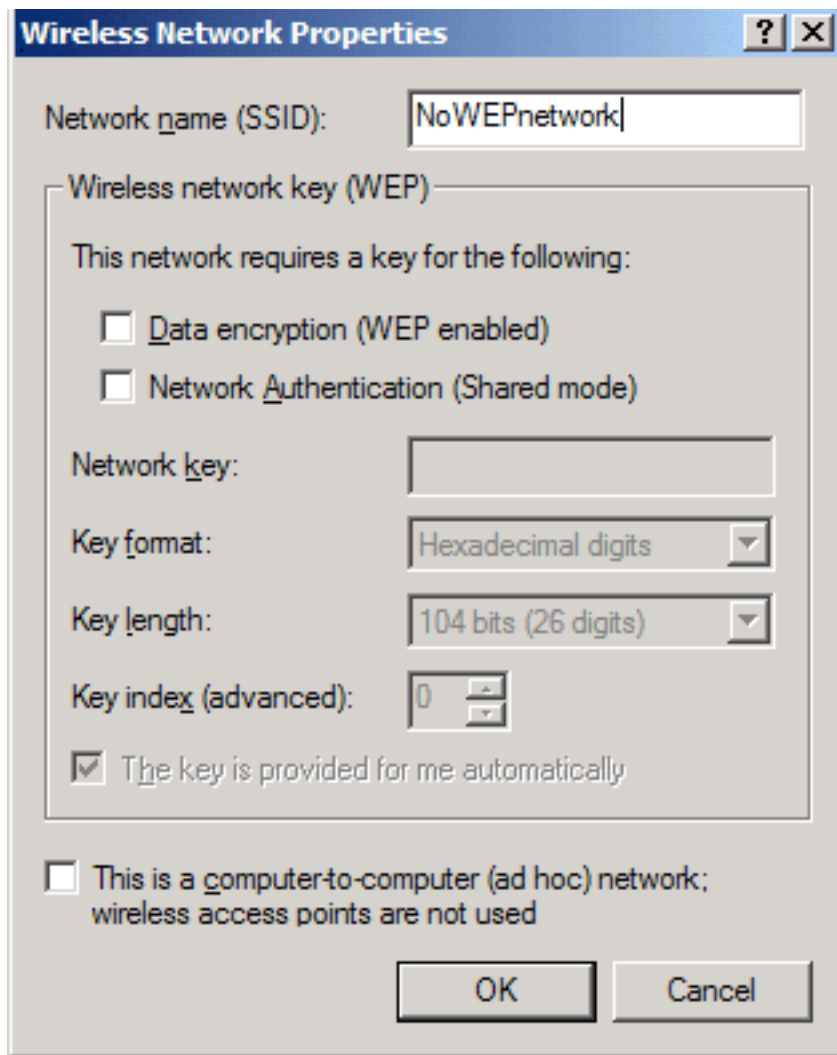 Wireless Network Properties
Network name (SSID): NoWEPnetwork
Wireless network key (WEP)
This network requires a key for the following:
Data encryption (WEP enabled)
Network Authentication (Shared mode)
Network key:
Key format: Hexadecimal digits
Key length: 104 bits (26 digits)
Key index (advanced): 0
The key is provided for me automatically
This is a computer-to-computer (ad hoc) network;
wireless access points are not used
OK Cancel